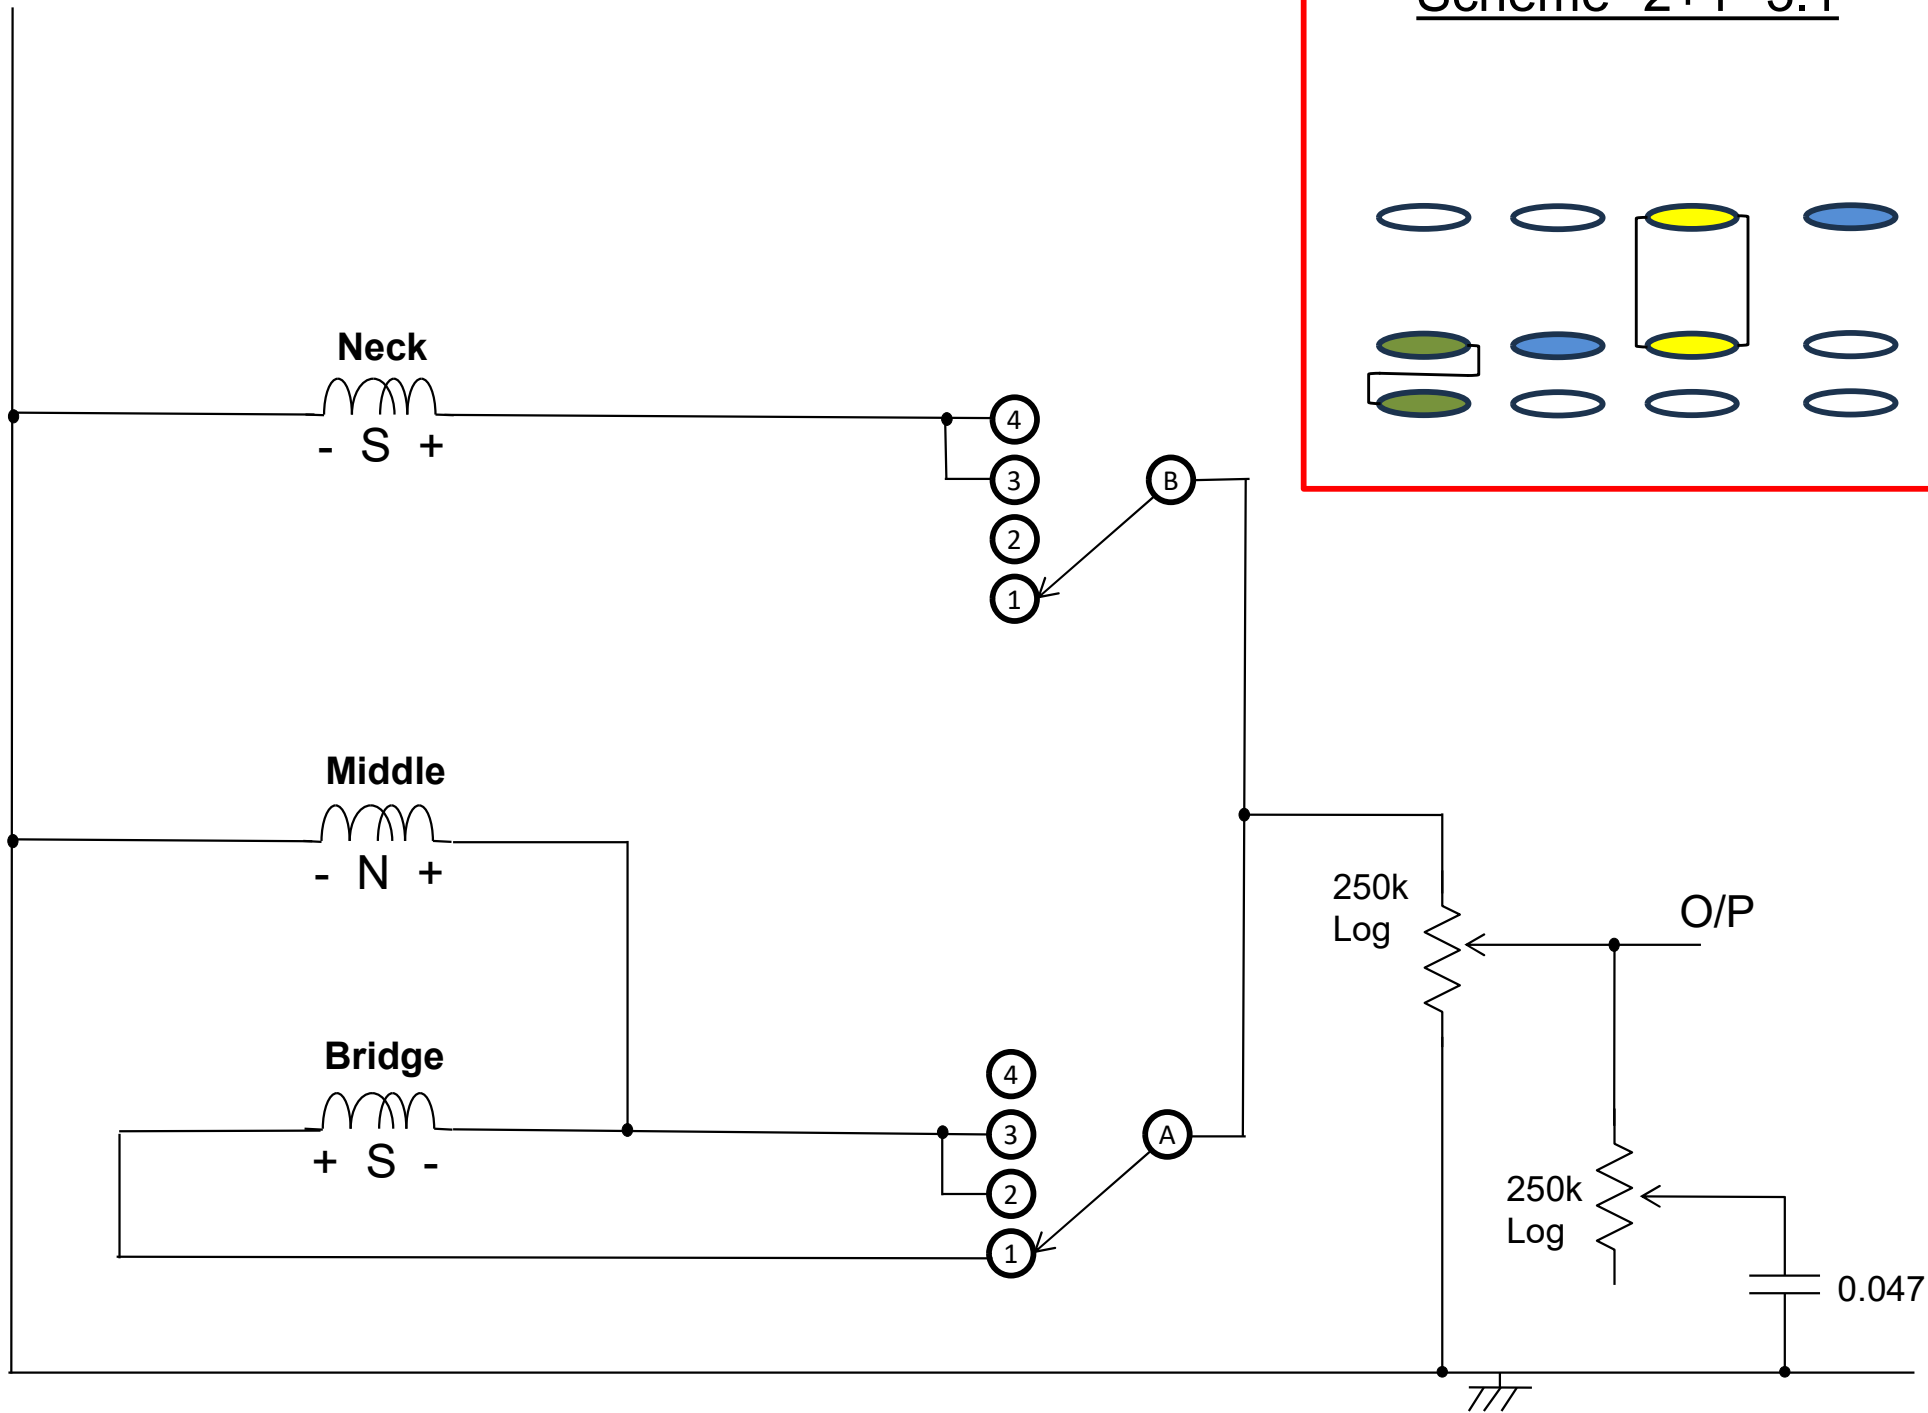 Neck
- S +
4
3
2
1
B
Middle
- N +
250k
Log
O/P
Bridge
+ S -
4
3
2
1
A
250k
Log
0.047